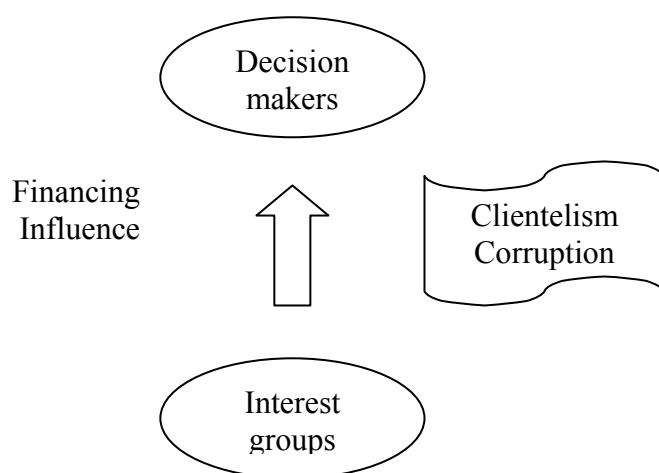 Decision
makers
Financing
Influence
Clientelism
Corruption
Interest
groups